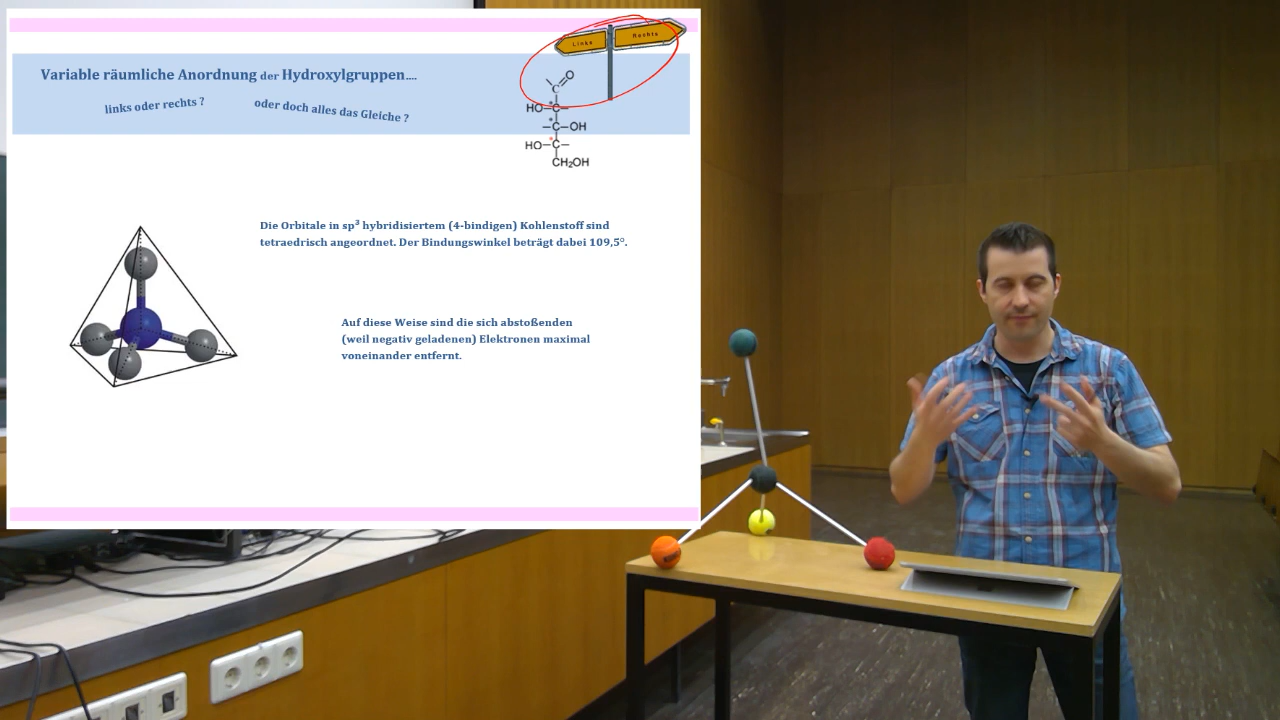 Links
Rechts
Variable räumliche Anordnung der Hydroxylgruppen....
links oder rechts ?
oder doch alles das Gleiche ?
O
C
HO–C–
–C–OH
HO–C–
CH₂OH
Die Orbitale in sp³ hybridisiertem (4-bindigen) Kohlenstoff sind
tetraedrisch angeordnet. Der Bindungswinkel beträgt dabei 109,5°.
Auf diese Weise sind die sich abstoßenden
(weil negativ geladenen) Elektronen maximal
voneinander entfernt.